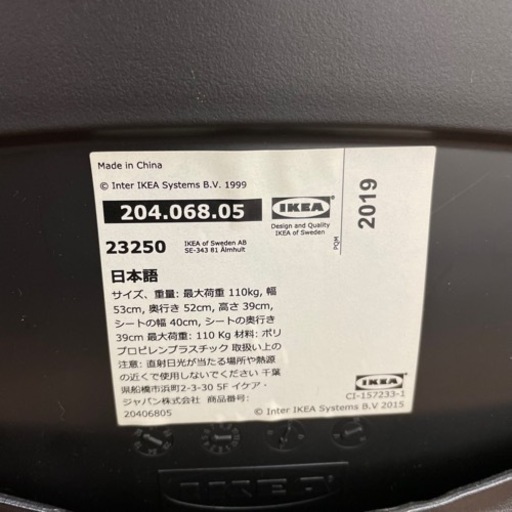 Made in China
© Inter IKEA Systems B.V. 1999
204.068.05
IKEA
Design and Quality
IKEA of Sweden
23250
IKEA of Sweden AB
SE-343 81 Älmhult
PQM
2019
日本語
サイズ、重量: 最大荷重 110kg, 幅
53cm, 奥行き 52cm, 高さ 39cm,
シートの幅 40cm, シートの奥行き
39cm 最大荷重: 110 Kg 材料: ポリ
プロピレンプラスチック 取扱い上の
注意: 直射日光が当たる場所や熱源
の近くで使用しないでください 千葉
県船橋市浜町2-3-30 5F イケア・
ジャパン株式会社 商品番号:
20406805
IKEA
CI-157233-1
© Inter IKEA Systems B.V 2015
IKEA